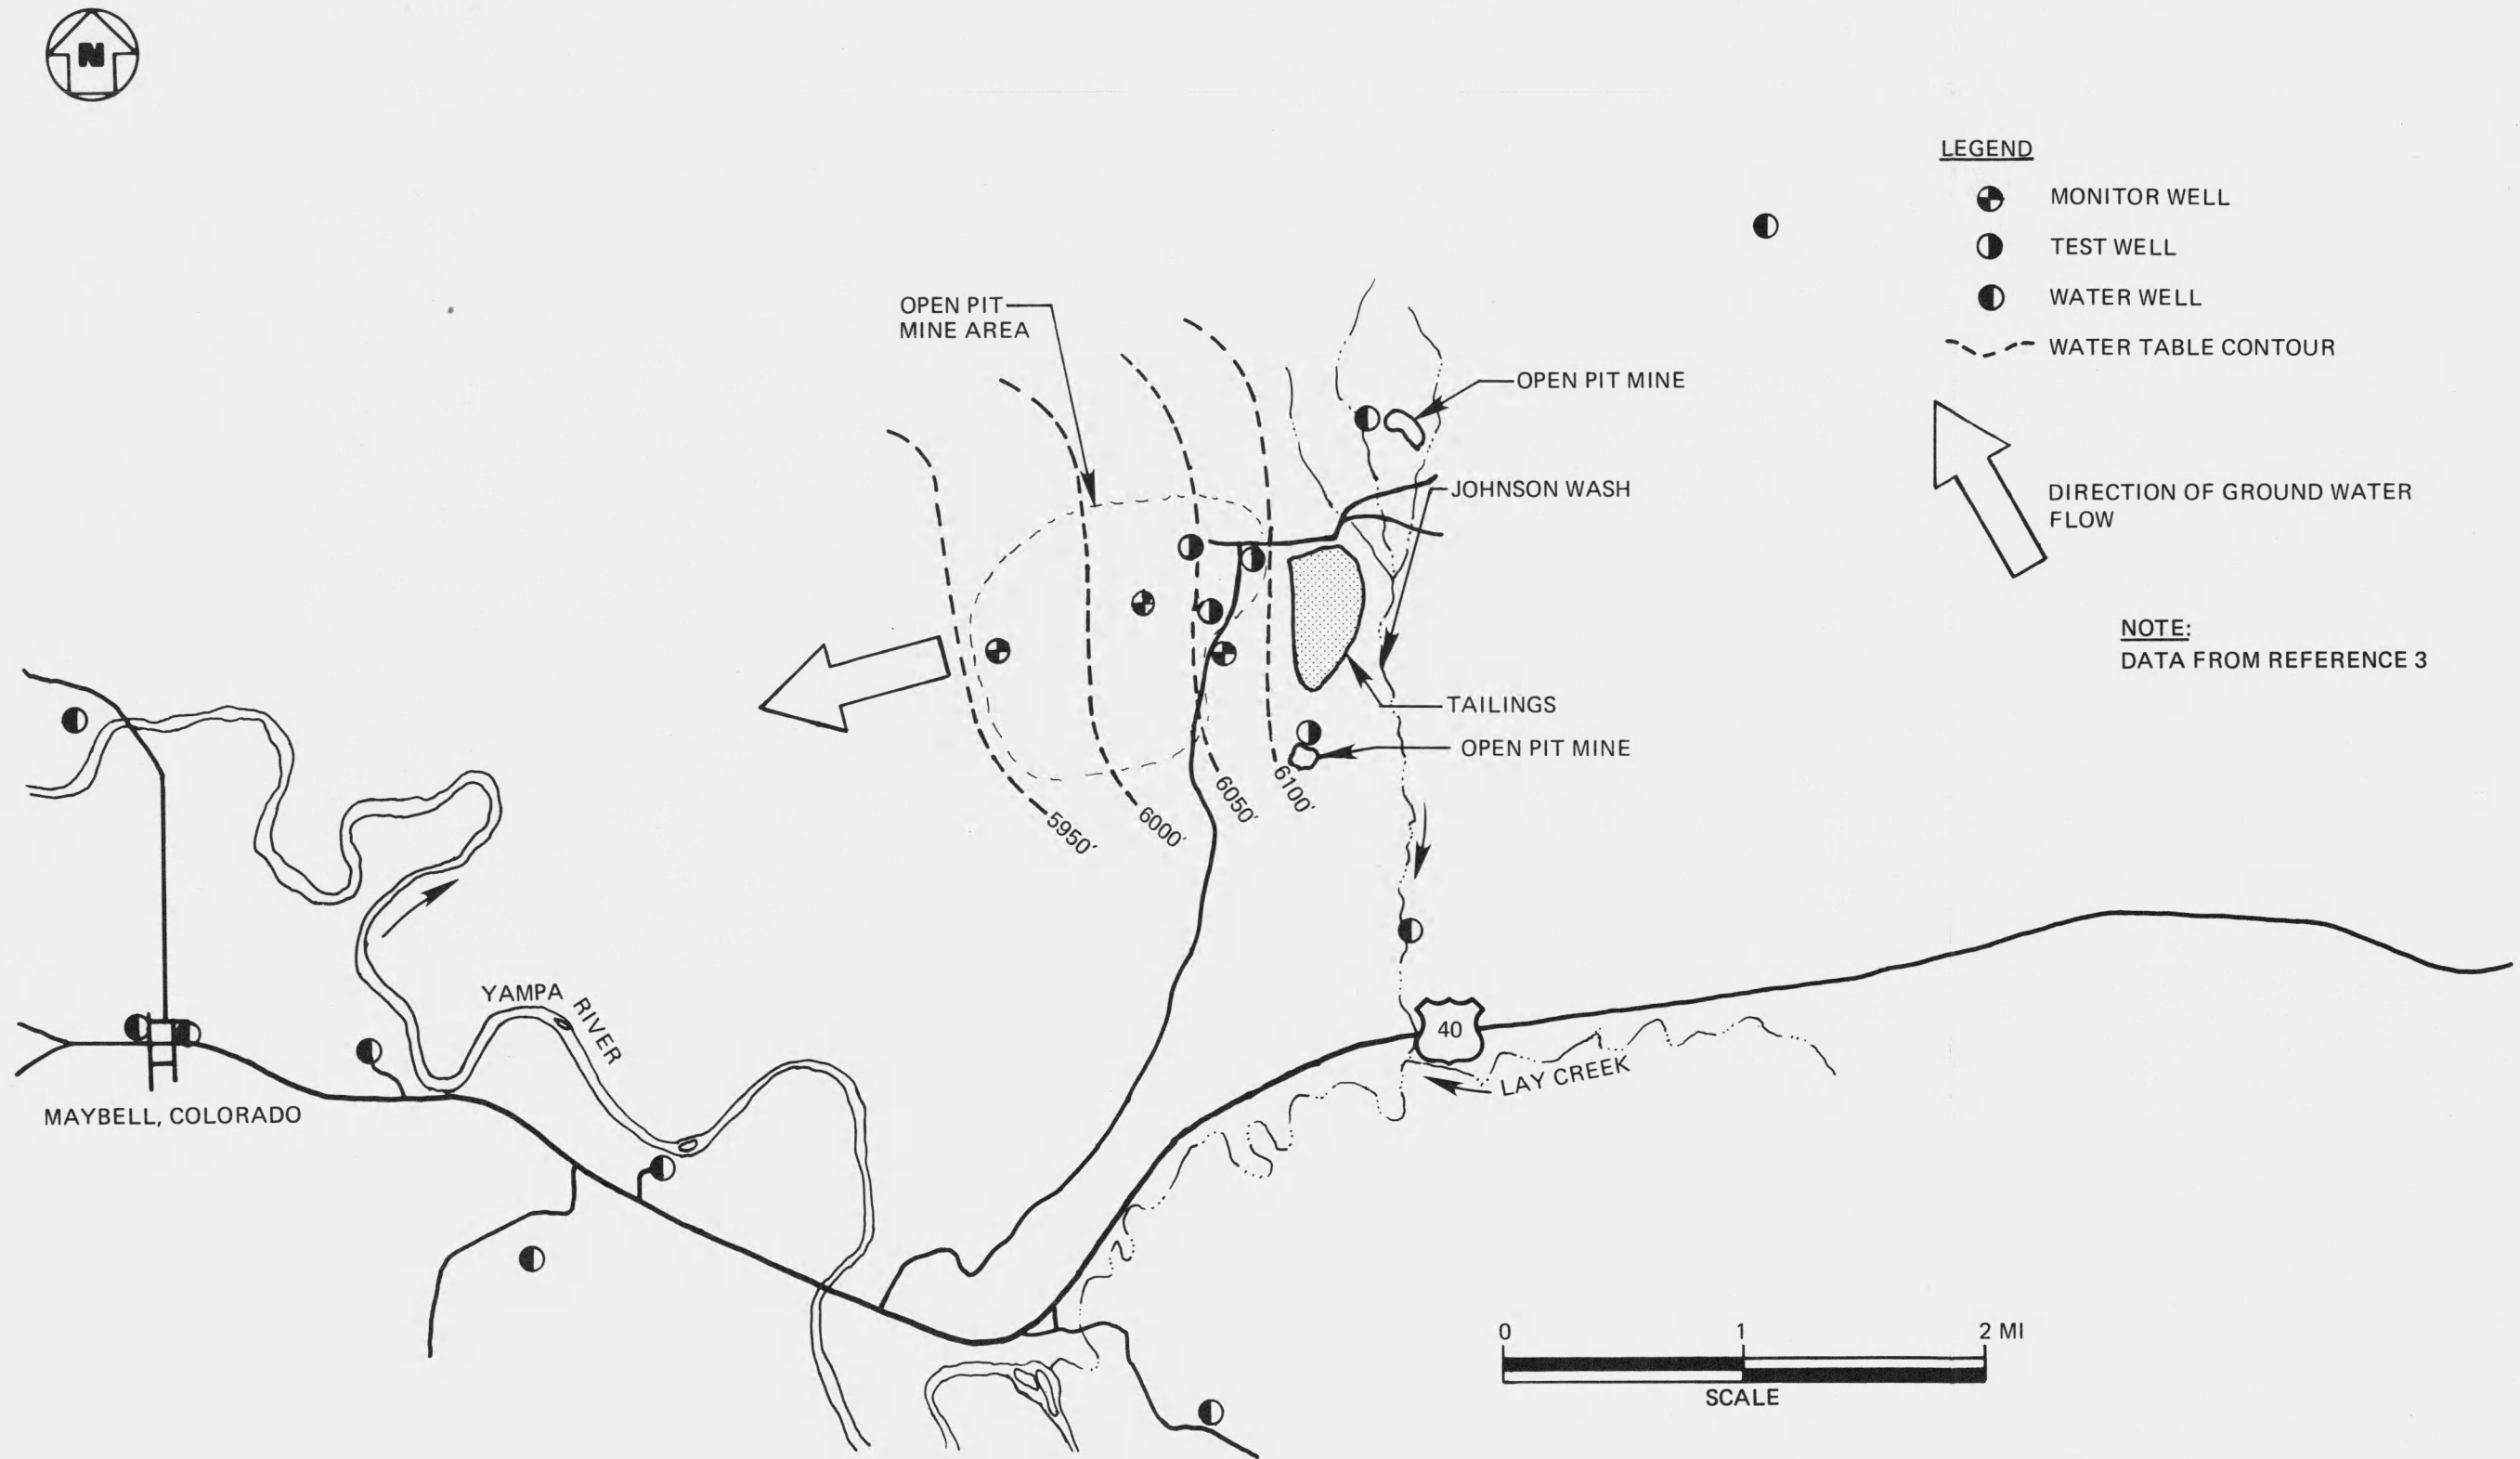 N
LEGEND
MONITOR WELL
TEST WELL
WATER WELL
WATER TABLE CONTOUR
DIRECTION OF GROUND WATER
FLOW
NOTE:
DATA FROM REFERENCE 3
OPEN PIT
MINE AREA
OPEN PIT MINE
JOHNSON WASH
TAILINGS
OPEN PIT MINE
5950'
6000'
6050'
6100'
YAMPA RIVER
40
LAY CREEK
MAYBELL, COLORADO
0 1 2 MI
SCALE